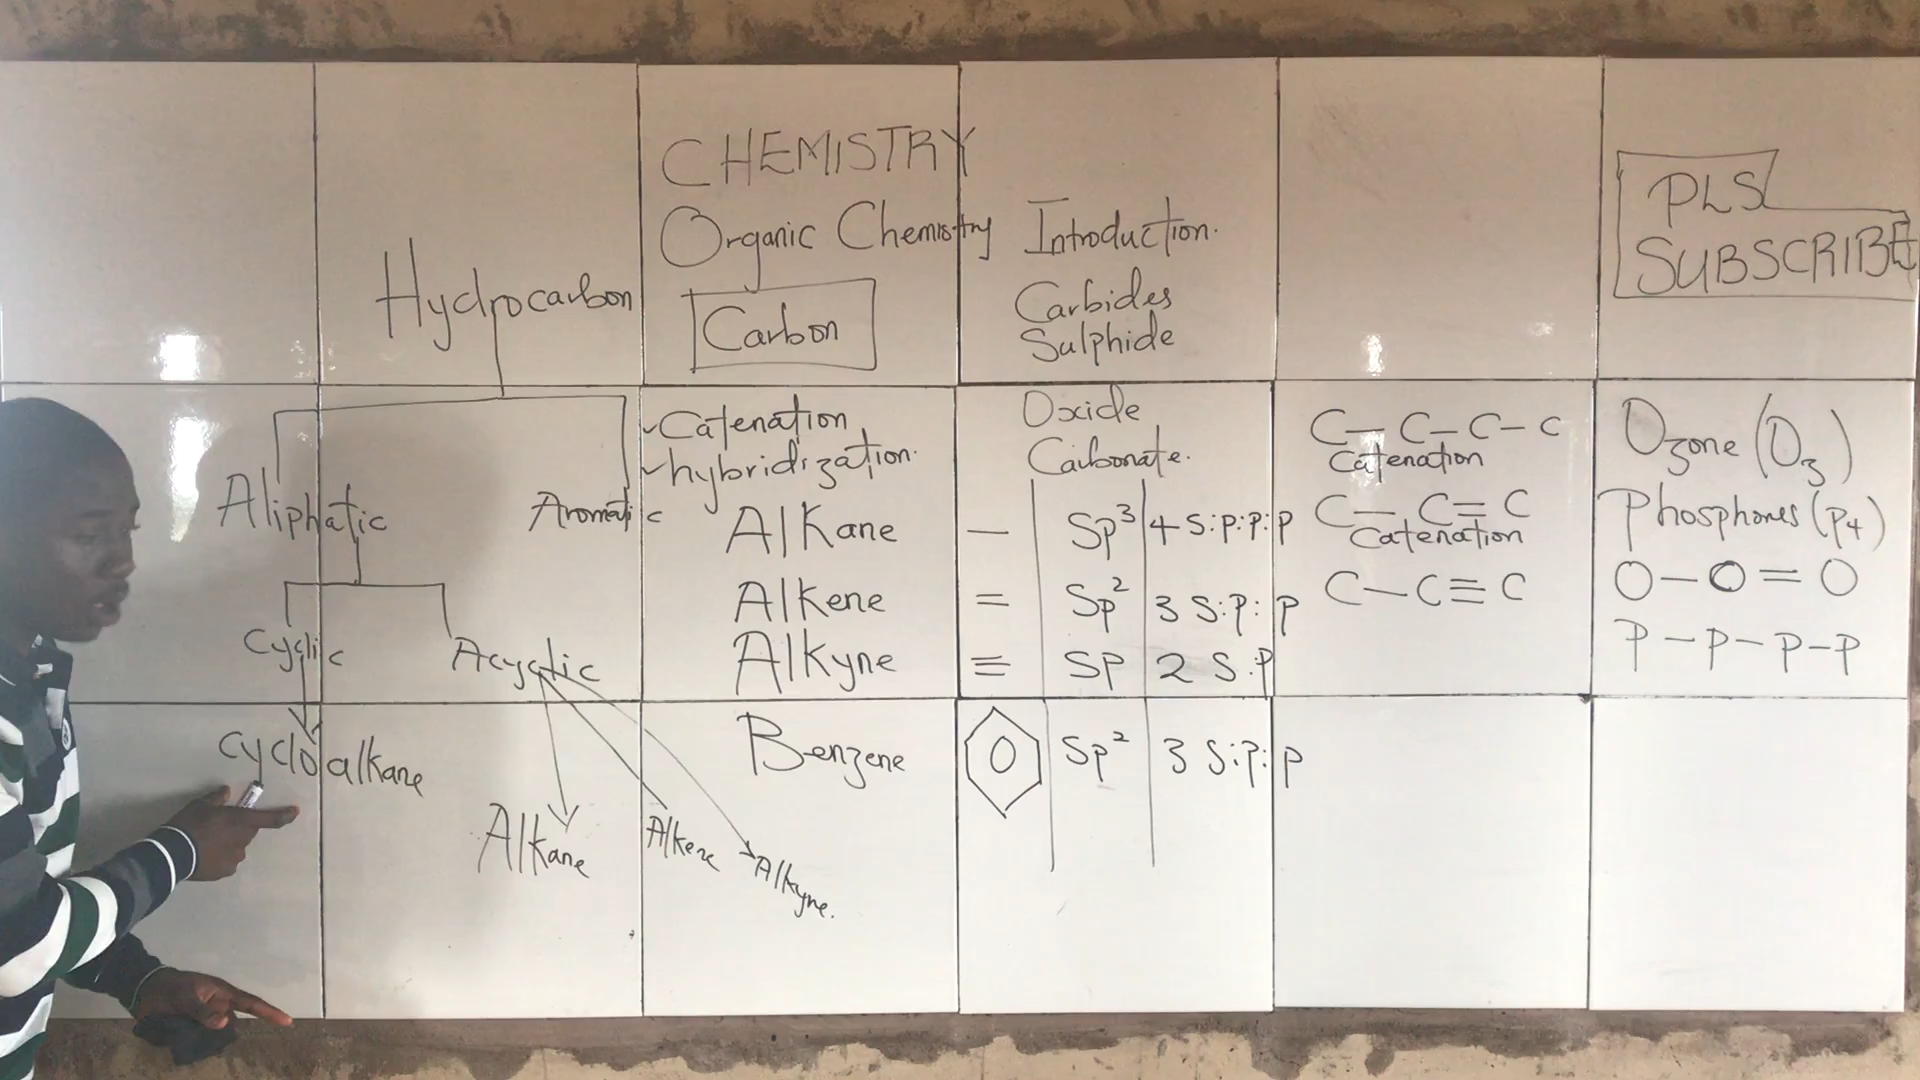 CHEMISTRY
Organic Chemistry Introduction.
Carbon
Carbides
Sulphide
Oxide
Carbonate.
PLS
SUBSCRIBE
Hydrocarbon
Aliphatic Aromatic
Cyclic Acyclic
Cycloalkane
Alkane Alkene Alkyne.
Catenation
hybridization.
Alkane — Sp³ 4 S:P:P:P
Alkene = Sp² 3 S:P:P
Alkyne ≡ SP 2 S:P
Benzene Sp² 3 S:P:P
C — C — C — C
Catenation
C — C = C
Catenation
C — C ≡ C
Ozone (O₃)
O — O = O
P — P — P — P